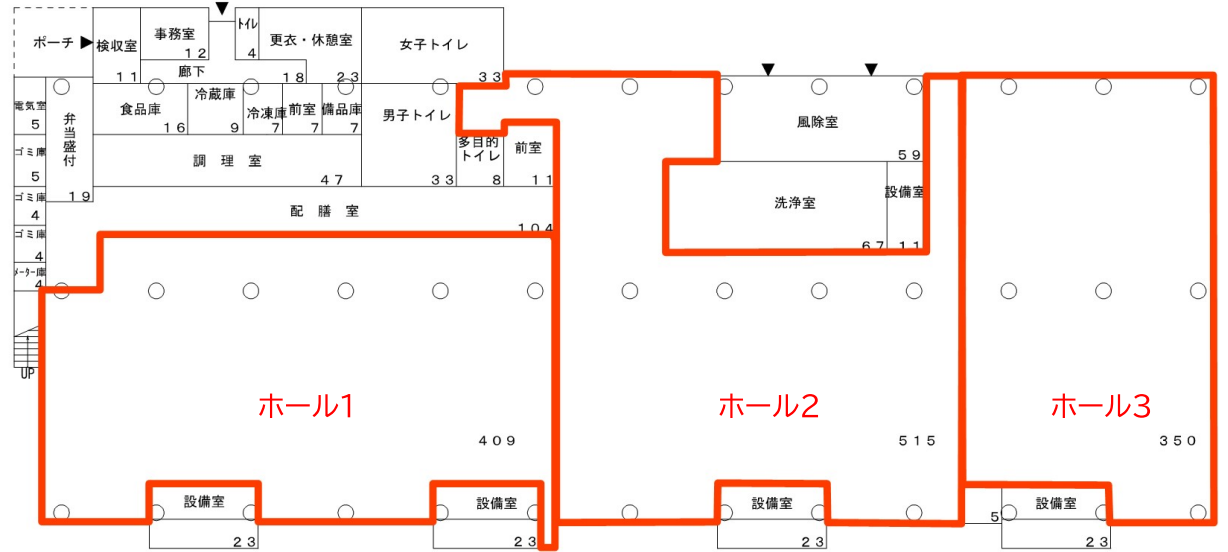 ポーチ
検収室
11
事務室
12
トイレ
4
更衣・休憩室
23
廊下
18
女子トイレ
33
電気室
5
ゴミ庫
5
ゴミ庫
4
ゴミ庫
4
メーター庫
4
UP
弁当盛付
19
食品庫
16
冷蔵庫
9
冷凍庫
7
前室
7
備品庫
7
男子トイレ
33
多目的
トイレ
8
前室
11
調理室
47
配膳室
104
風除室
59
洗浄室
67
設備室
11
ホール1
409
ホール2
515
ホール3
350
設備室
23
設備室
23
設備室
23
5
設備室
23